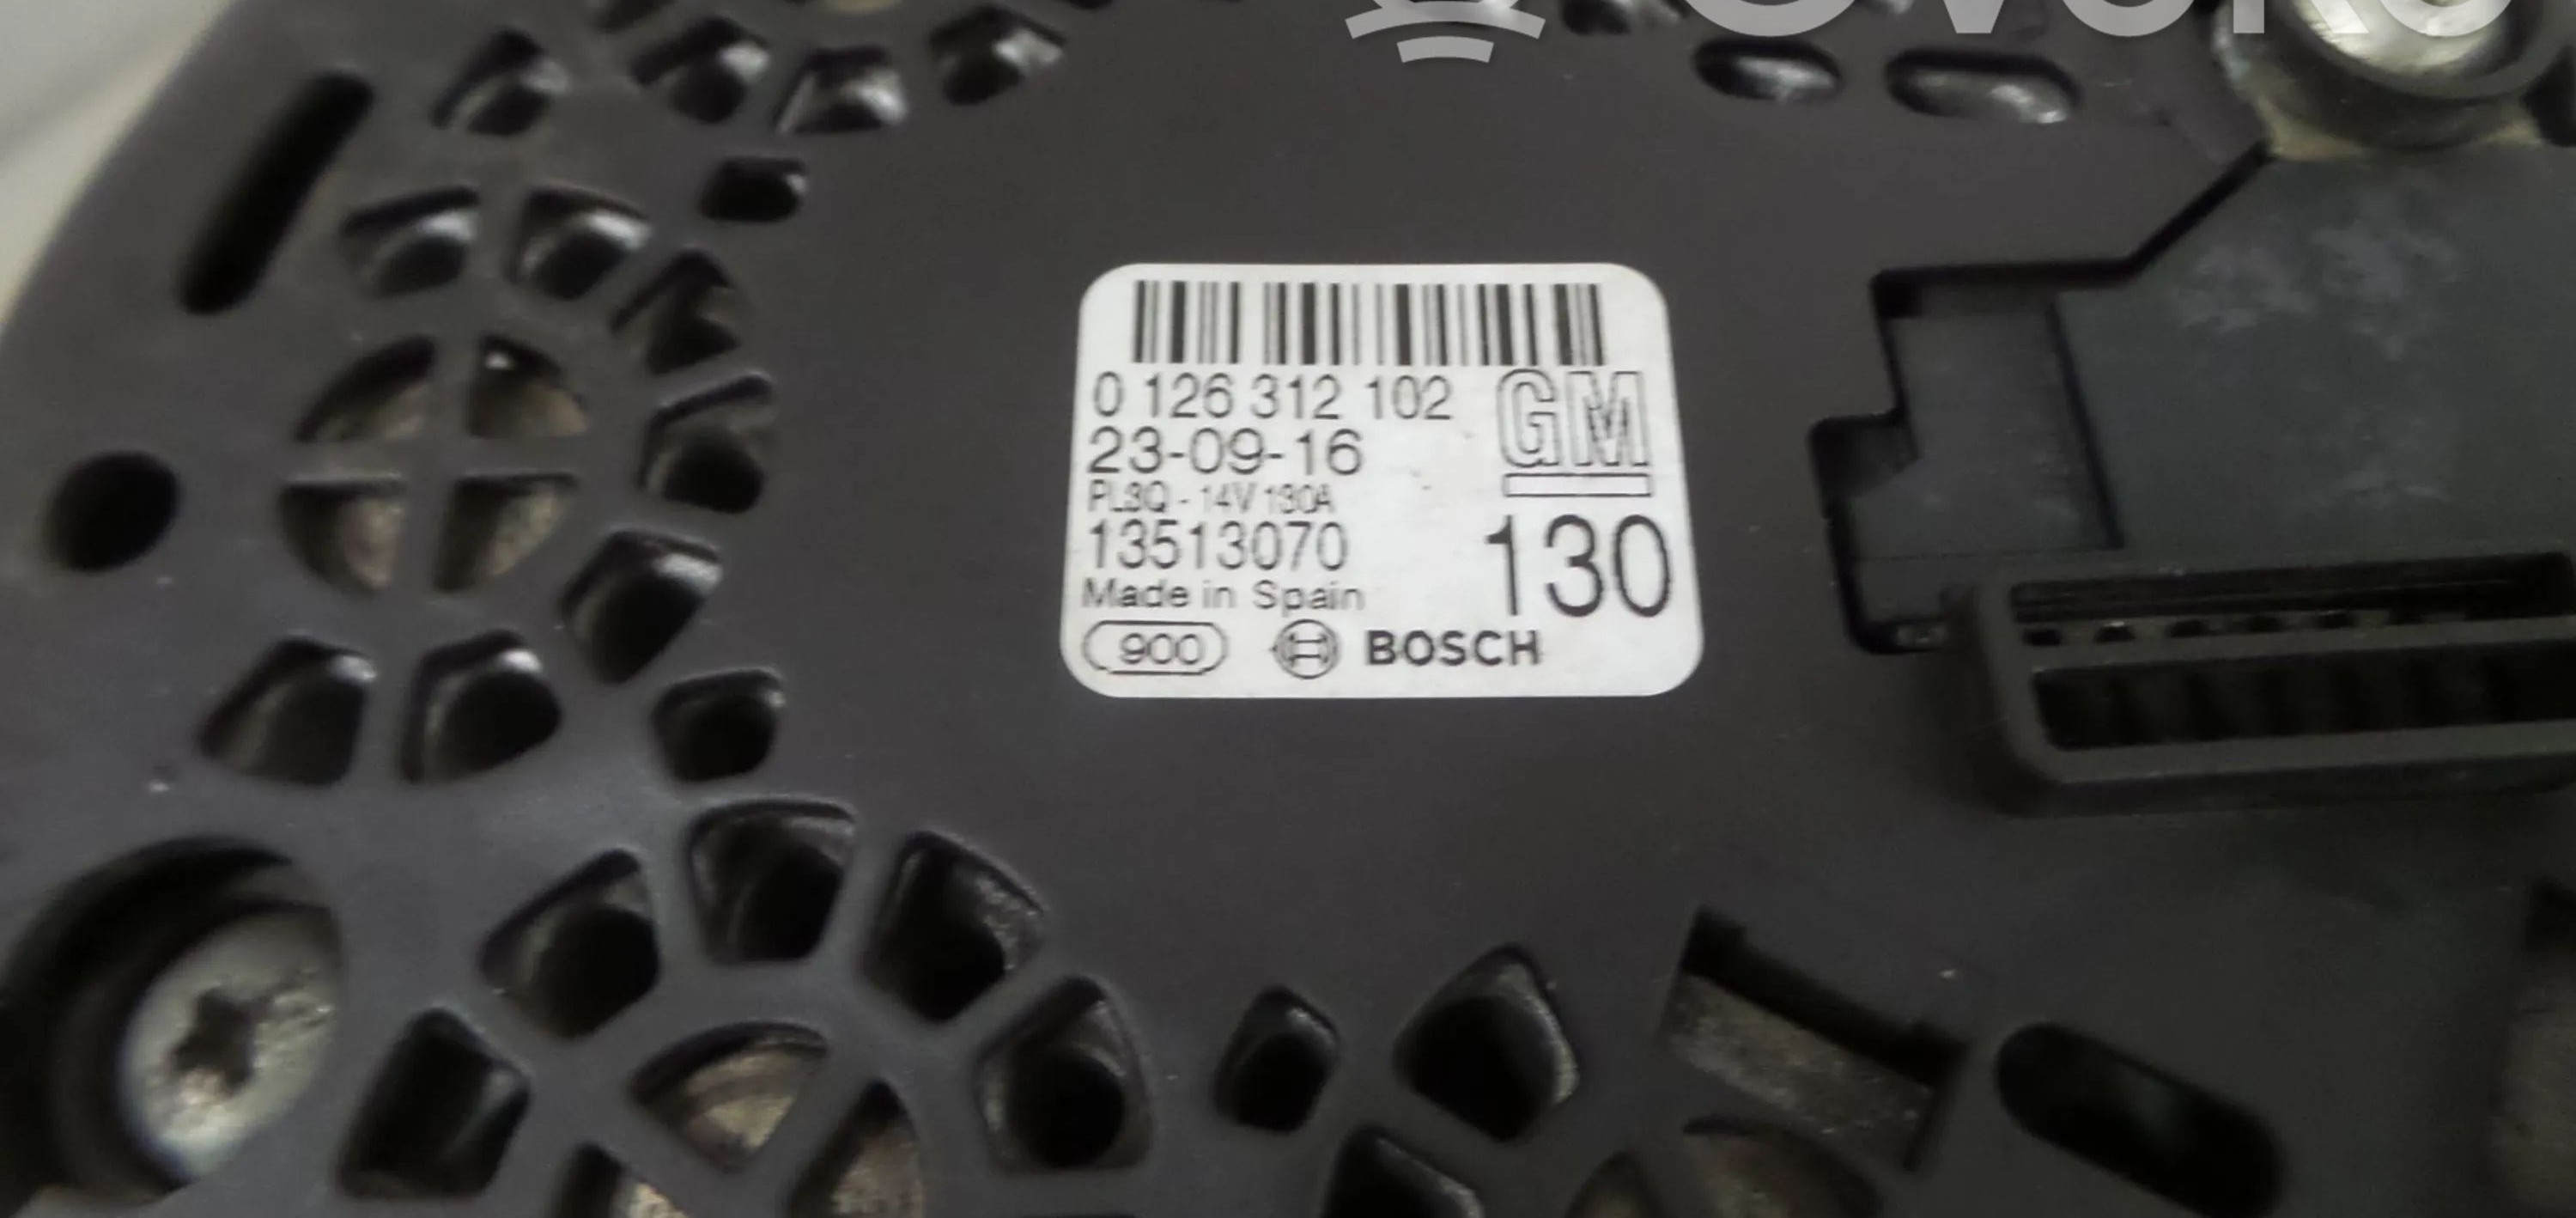 0 126 312 102
GM
23-09-16
PL3Q - 14V 130A
13513070
130
Made in Spain
900
BOSCH